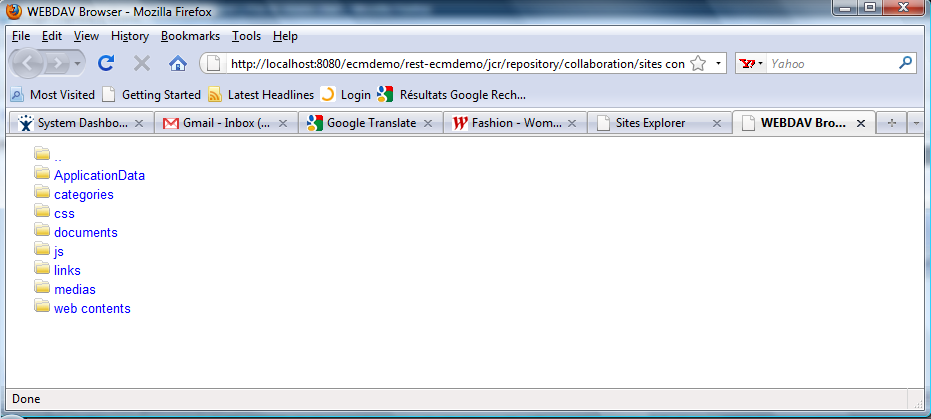 WEBDAV Browser - Mozilla Firefox
File Edit View History Bookmarks Tools Help
http://localhost:8080/ecmdemo/rest-ecmdemo/jcr/repository/collaboration/sites con Yahoo
Most Visited Getting Started Latest Headlines Login Résultats Google Rech...
System Dashbo... Gmail - Inbox (... Google Translate Fashion - Wom... Sites Explorer WEBDAV Bro...
..
ApplicationData
categories
css
documents
js
links
medias
web contents
Done